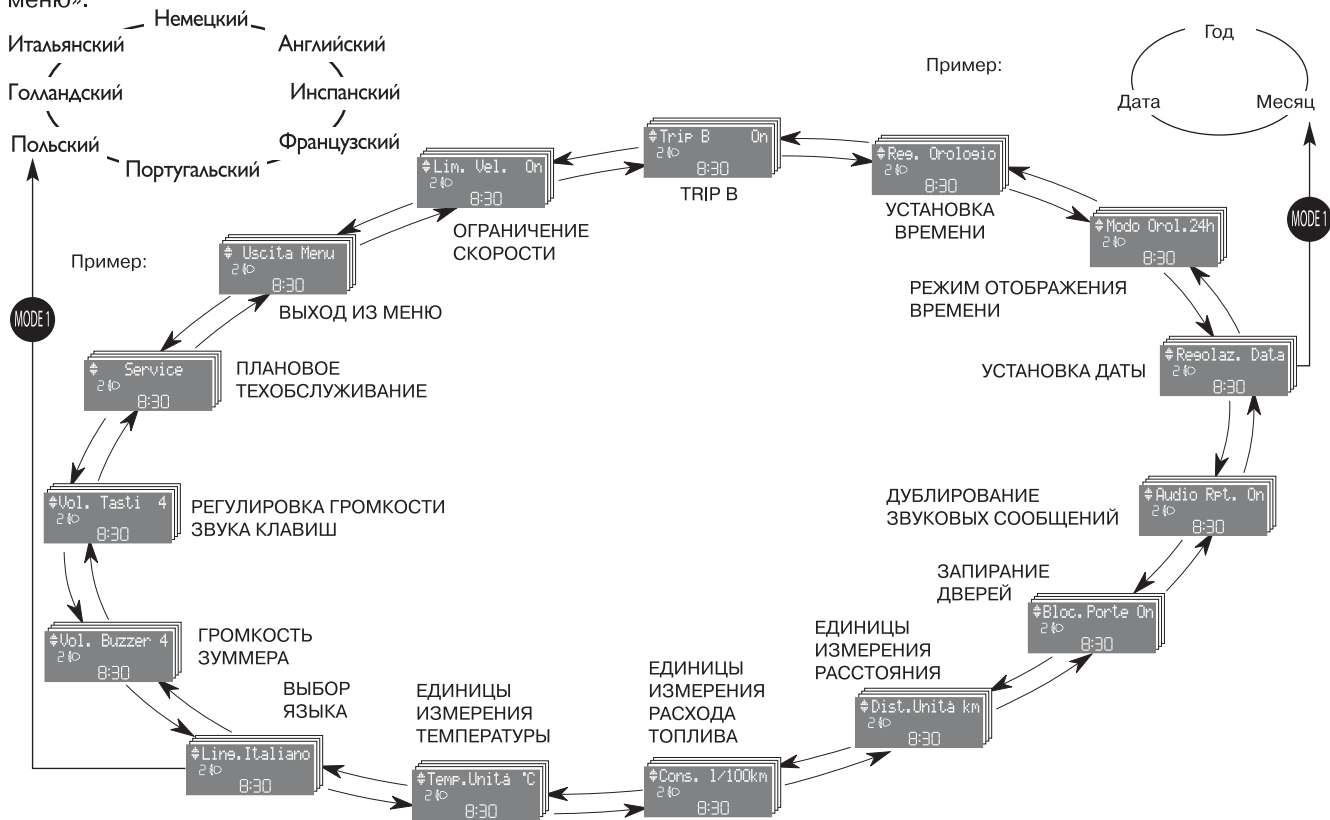 меню».
Немецкий
Итальянский
Английский
Голландский
Инспанский
Польский
Французский
Португальский
Пример:
Год
Дата
Месяц
MODE 1
Trip B On
8:30
TRIP B
Lim. Vel. On
8:30
ОГРАНИЧЕНИЕ
СКОРОСТИ
Reg. Orologio
8:30
УСТАНОВКА
ВРЕМЕНИ
Modo Orol.24h
8:30
РЕЖИМ ОТОБРАЖЕНИЯ
ВРЕМЕНИ
Пример:
Uscita Menu
8:30
ВЫХОД ИЗ МЕНЮ
MODE 1
Service
8:30
ПЛАНОВОЕ
ТЕХОБСЛУЖИВАНИЕ
УСТАНОВКА ДАТЫ
Regolaz. Data
8:30
Vol. Tasti 4
8:30
РЕГУЛИРОВКА ГРОМКОСТИ
ЗВУКА КЛАВИШ
ДУБЛИРОВАНИЕ
ЗВУКОВЫХ СООБЩЕНИЙ
Audio Rpt. On
8:30
ЗАПИРАНИЕ
ДВЕРЕЙ
Bloc.Porte On
8:30
Vol. Buzzer 4
8:30
ГРОМКОСТЬ
ЗУММЕРА
ЕДИНИЦЫ
ИЗМЕРЕНИЯ
РАССТОЯНИЯ
Dist.Unità km
8:30
ВЫБОР
ЯЗЫКА
Ling.Italiano
8:30
ЕДИНИЦЫ
ИЗМЕРЕНИЯ
ТЕМПЕРАТУРЫ
Temp.Unità °C
8:30
ЕДИНИЦЫ
ИЗМЕРЕНИЯ
РАСХОДА
ТОПЛИВА
Cons. l/100km
8:30